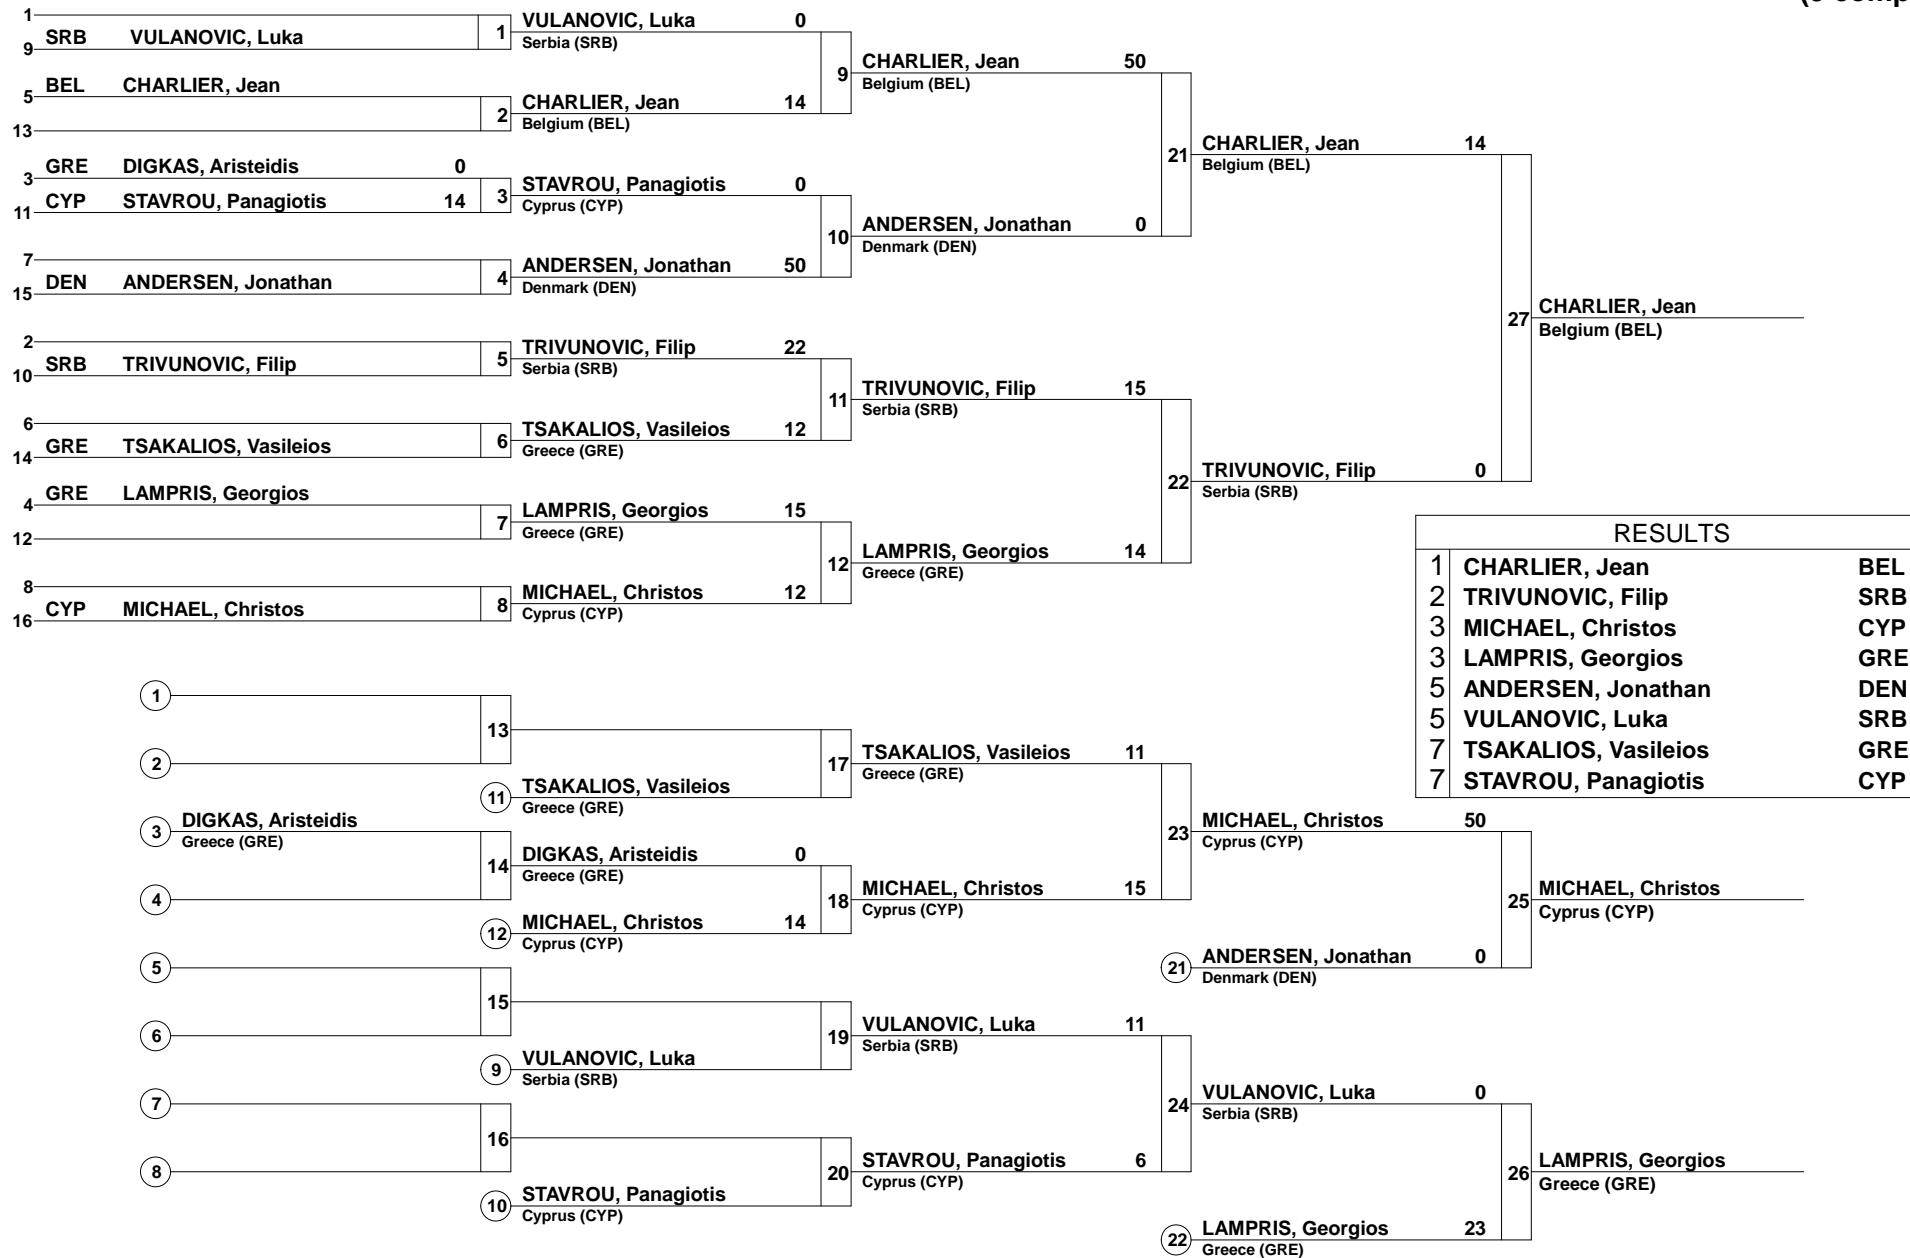 (9 comp
1
SRB VULANOVIC, Luka
9
1
VULANOVIC, Luka 0
Serbia (SRB)
BEL CHARLIER, Jean
5
13
2
CHARLIER, Jean 14
Belgium (BEL)
9
CHARLIER, Jean 50
Belgium (BEL)
GRE DIGKAS, Aristeidis 0
3
CYP STAVROU, Panagiotis 14
11
3
STAVROU, Panagiotis 0
Cyprus (CYP)
7
DEN ANDERSEN, Jonathan
15
4
ANDERSEN, Jonathan 50
Denmark (DEN)
10
ANDERSEN, Jonathan 0
Denmark (DEN)
21
CHARLIER, Jean 14
Belgium (BEL)
2
SRB TRIVUNOVIC, Filip
10
5
TRIVUNOVIC, Filip 22
Serbia (SRB)
6
GRE TSAKALIOS, Vasileios
14
6
TSAKALIOS, Vasileios 12
Greece (GRE)
11
TRIVUNOVIC, Filip 15
Serbia (SRB)
GRE LAMPRIS, Georgios
4
12
7
LAMPRIS, Georgios 15
Greece (GRE)
8
CYP MICHAEL, Christos
16
8
MICHAEL, Christos 12
Cyprus (CYP)
12
LAMPRIS, Georgios 14
Greece (GRE)
22
TRIVUNOVIC, Filip 0
Serbia (SRB)
27
CHARLIER, Jean
Belgium (BEL)
RESULTS
1 CHARLIER, Jean BEL
2 TRIVUNOVIC, Filip SRB
3 MICHAEL, Christos CYP
3 LAMPRIS, Georgios GRE
5 ANDERSEN, Jonathan DEN
5 VULANOVIC, Luka SRB
7 TSAKALIOS, Vasileios GRE
7 STAVROU, Panagiotis CYP
1
2
13
11
TSAKALIOS, Vasileios
Greece (GRE)
17
TSAKALIOS, Vasileios 11
Greece (GRE)
3
DIGKAS, Aristeidis
Greece (GRE)
4
14
DIGKAS, Aristeidis 0
Greece (GRE)
12
MICHAEL, Christos 14
Cyprus (CYP)
18
MICHAEL, Christos 15
Cyprus (CYP)
23
MICHAEL, Christos 50
Cyprus (CYP)
21
ANDERSEN, Jonathan 0
Denmark (DEN)
25
MICHAEL, Christos
Cyprus (CYP)
5
6
15
9
VULANOVIC, Luka
Serbia (SRB)
19
VULANOVIC, Luka 11
Serbia (SRB)
7
8
16
10
STAVROU, Panagiotis
Cyprus (CYP)
20
STAVROU, Panagiotis 6
Cyprus (CYP)
24
VULANOVIC, Luka 0
Serbia (SRB)
22
LAMPRIS, Georgios 23
Greece (GRE)
26
LAMPRIS, Georgios
Greece (GRE)